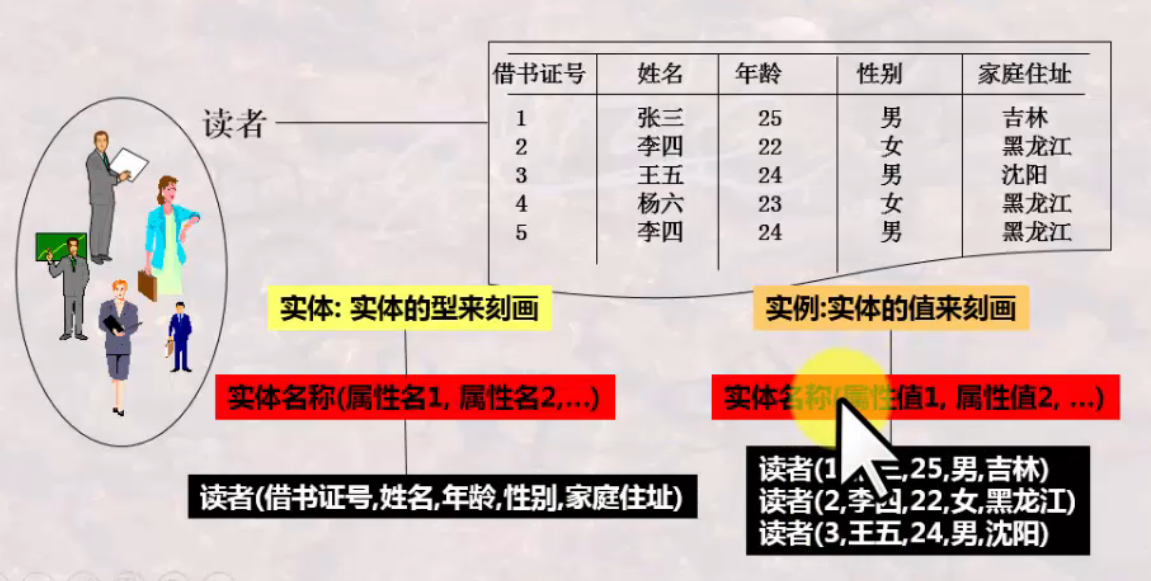 读者
借书证号 姓名 年龄 性别 家庭住址
1 张三 25 男 吉林
2 李四 22 女 黑龙江
3 王五 24 男 沈阳
4 杨六 23 女 黑龙江
5 李四 24 男 黑龙江
实体: 实体的型来刻画
实例:实体的值来刻画
实体名称(属性名1, 属性名2,...)
实体名称(属性值1, 属性值2, ...)
读者(借书证号,姓名,年龄,性别,家庭住址)
读者(1 三,25,男,吉林)
读者(2,李四,22,女,黑龙江)
读者(3,王五,24,男,沈阳)